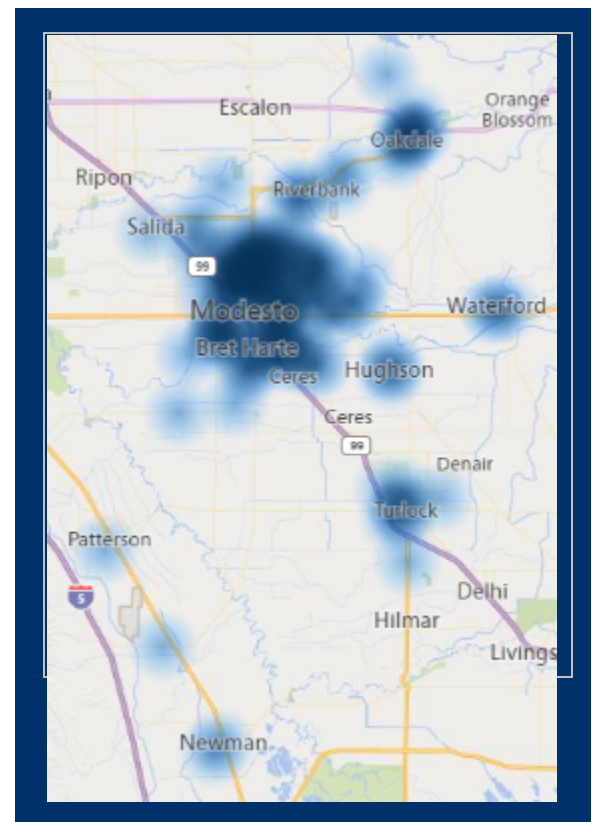 Escalon
Orange
Blossom
Oakdale
Ripon
Riverbank
Salida
99
Modesto
Waterford
Bret Harte
Ceres
Hughson
Ceres
99
Denair
Turlock
Patterson
5
Delhi
Hilmar
Livings
Newman